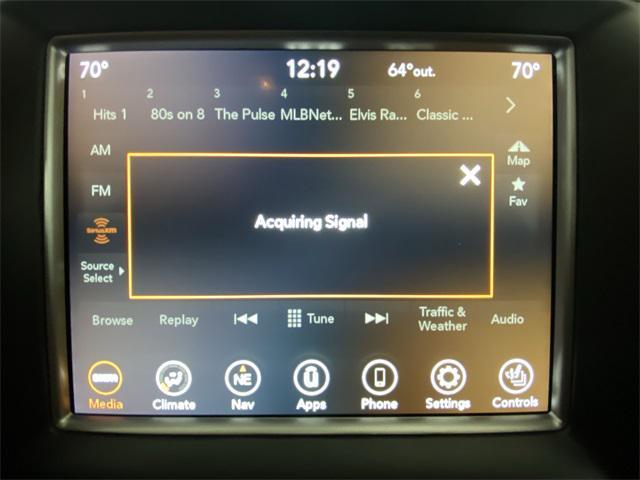 70° 12:19 64°out. 70°
1 2 3 4 5 6
Hits 1 80s on 8 The Pulse MLBNet... Elvis Ra... Classic ...
AM
Map
FM
Fav
Acquiring Signal
SiriusXM
Source
Select
Browse Replay Tune Traffic &
Weather Audio
NE
Media Climate Nav Apps Phone Settings Controls